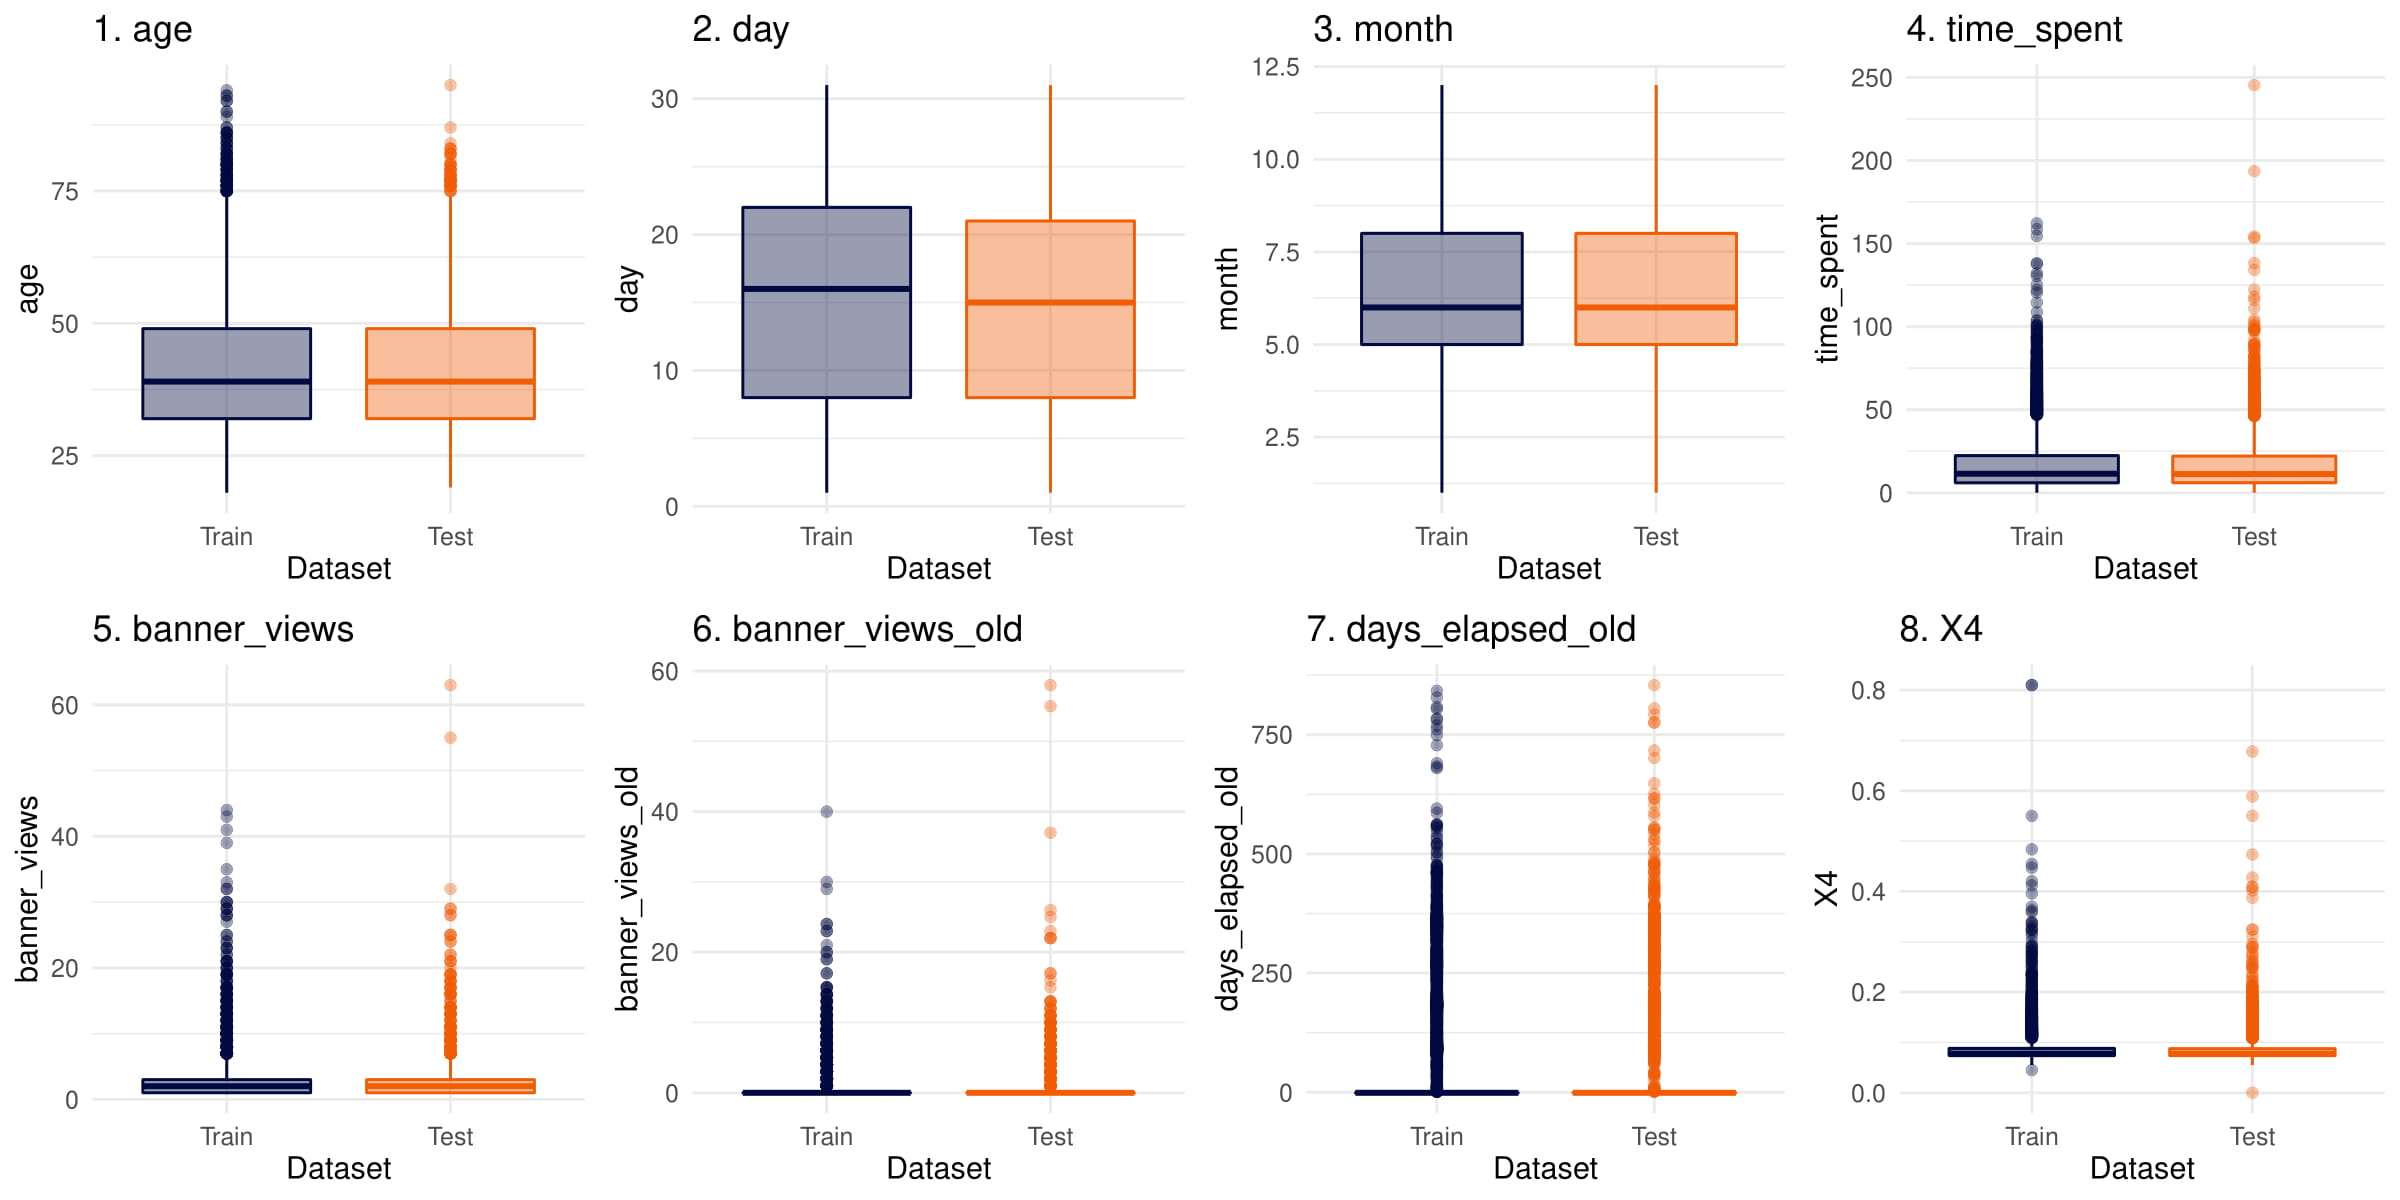 1. age
75
50
25
age
Train
Test
Dataset
2. day
30
20
10
0
day
Train
Test
Dataset
3. month
12.5
10.0
7.5
5.0
2.5
month
Train
Test
Dataset
4. time_spent
250
200
150
100
50
0
time_spent
Train
Test
Dataset
5. banner_views
60
40
20
0
banner_views
Train
Test
Dataset
6. banner_views_old
60
40
20
0
banner_views_old
Train
Test
Dataset
7. days_elapsed_old
750
500
250
0
days_elapsed_old
Train
Test
Dataset
8. X4
0.8
0.6
0.4
0.2
0.0
X4
Train
Test
Dataset